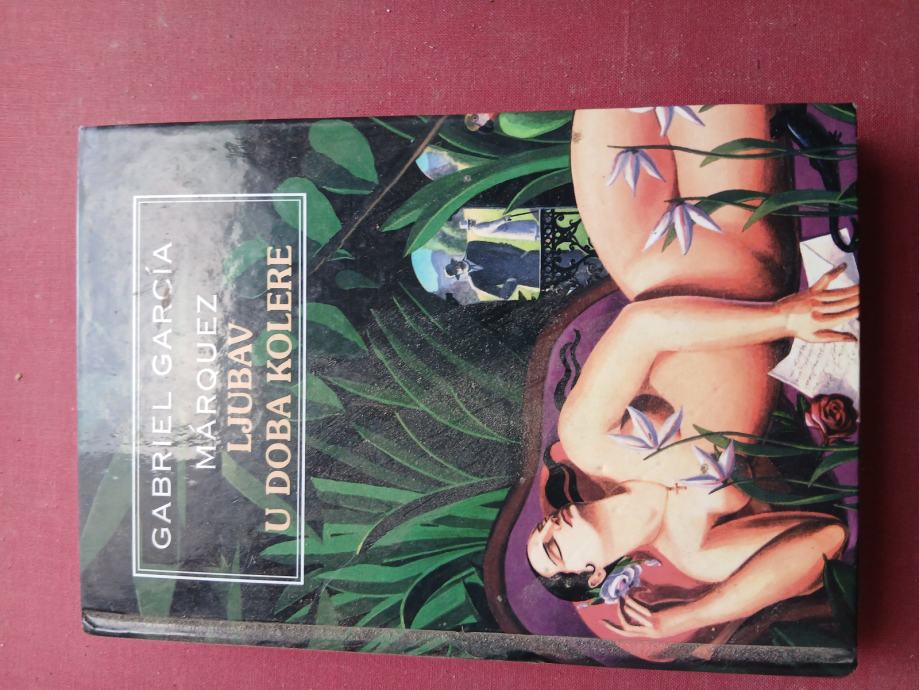 GABRIEL GARCÍA
MÁRQUEZ
LJUBAV
U DOBA KOLERE